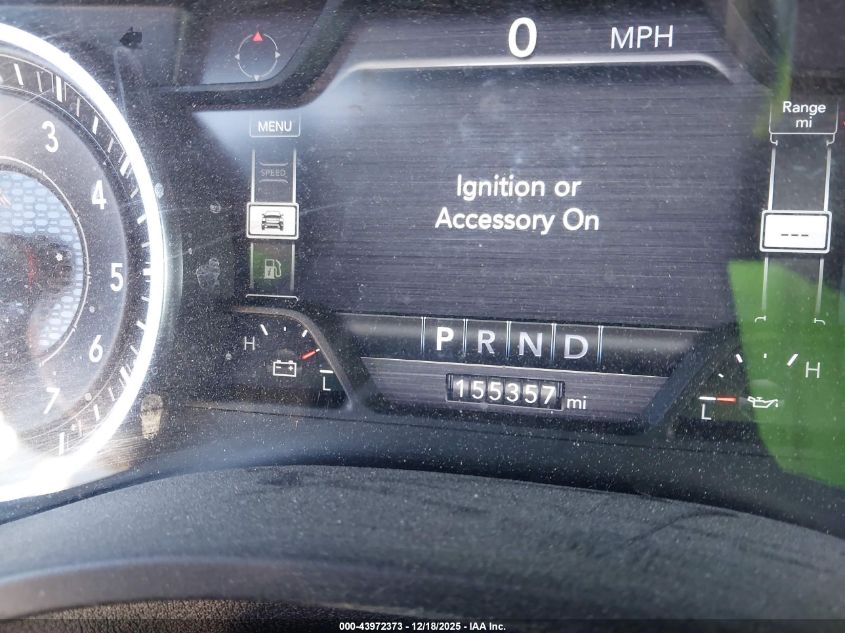 0 MPH
MENU
Range
mi
SPEED
Ignition or
Accessory On
---
3
4
5
6
7
H
L
P R N D
155357 mi
H
L
000-43972373 - 12/18/2025 - IAA Inc.